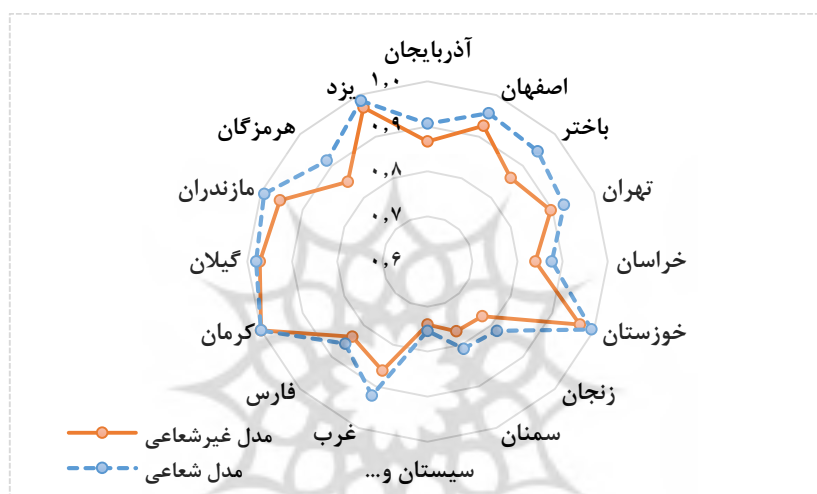 آذربایجان
اصفهان
باختر
تهران
خراسان
خوزستان
زنجان
سمنان
سیستان و...
غرب
فارس
کرمان
گیلان
مازندران
هرمزگان
یزد
۱,۰
۰,۹
۰,۸
۰,۷
۰,۶
مدل غیرشعاعی
مدل شعاعی